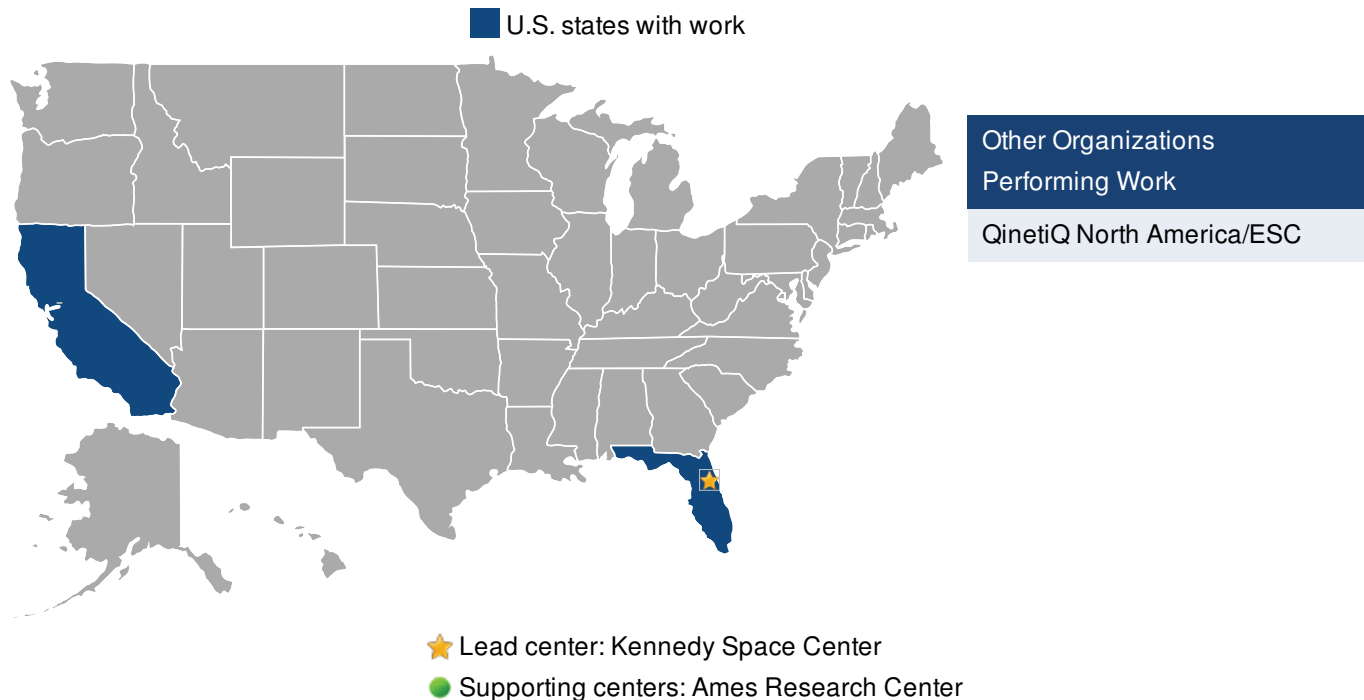 U.S. states with work
Other Organizations
Performing Work
QinetiQ North America/ESC
Lead center: Kennedy Space Center
Supporting centers: Ames Research Center